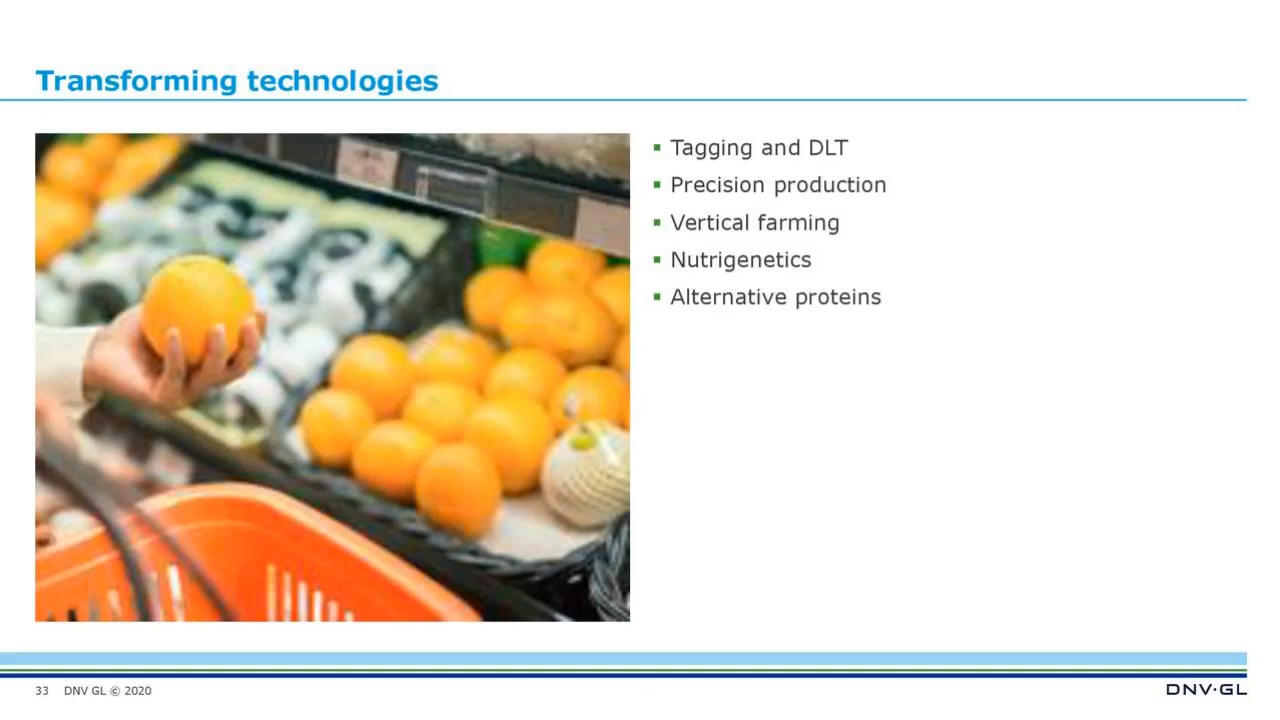 Transforming technologies
▪ Tagging and DLT
▪ Precision production
▪ Vertical farming
▪ Nutrigenetics
▪ Alternative proteins
33 DNV GL © 2020
DNV·GL